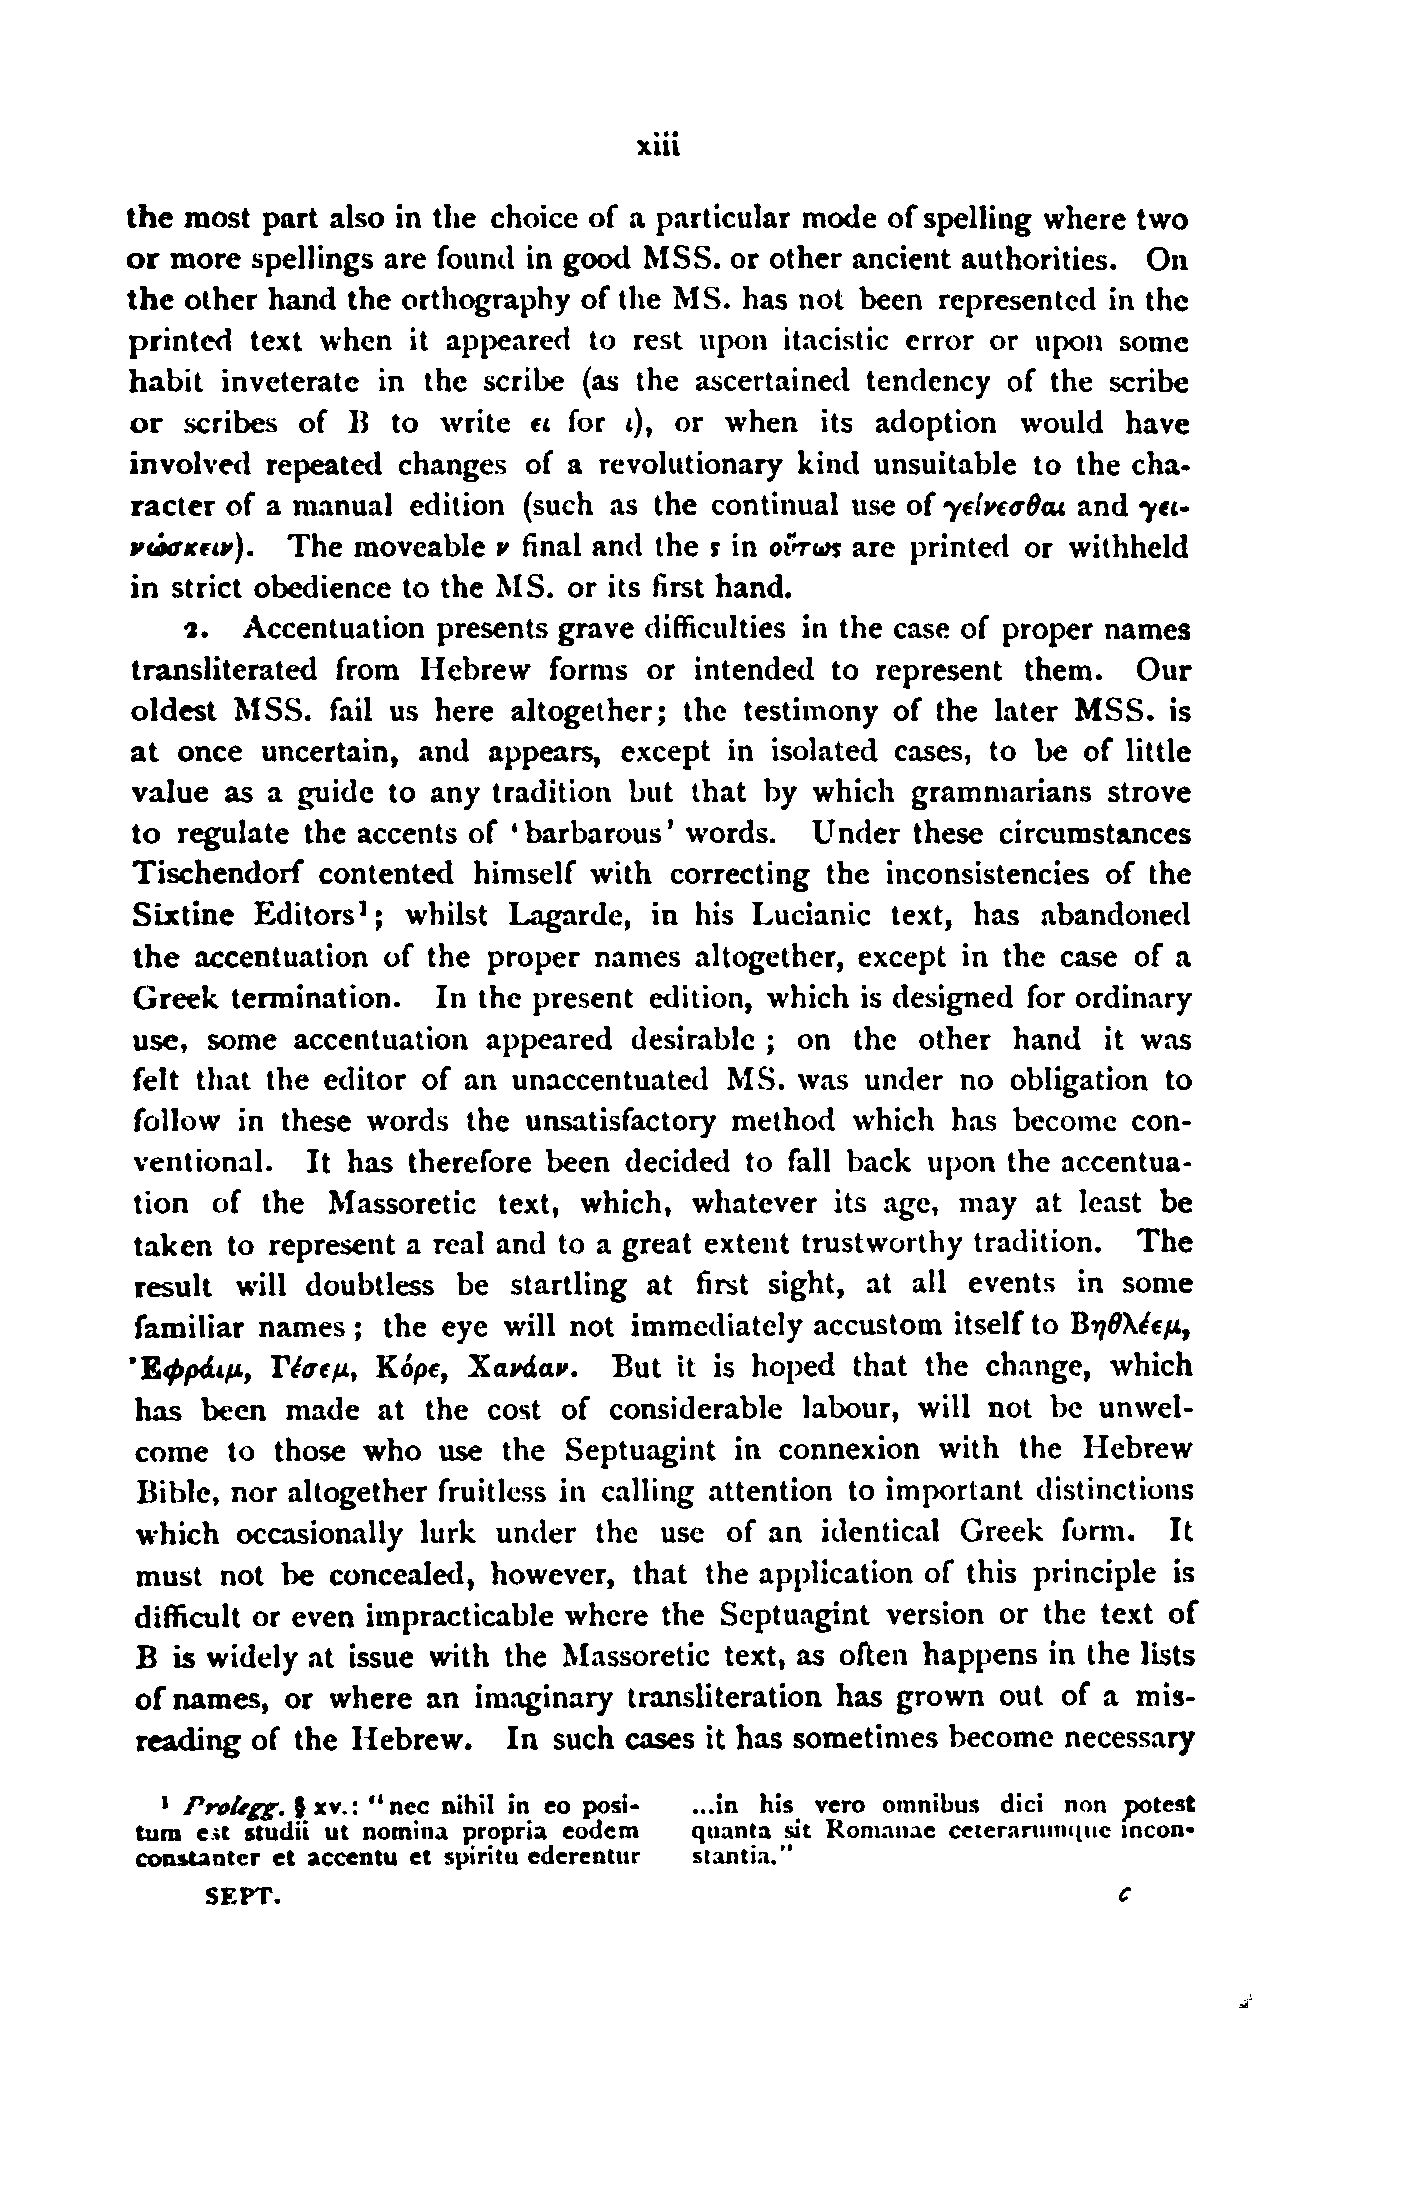 xiii
the most part also in the choice of a particular mode of spelling where two
or more spellings are found in good MSS. or other ancient authorities. On
the other hand the orthography of the MS. has not been represented in the
printed text when it appeared to rest upon itacistic error or upon some
habit inveterate in the scribe (as the ascertained tendency of the scribe
or scribes of B to write ει for ι), or when its adoption would have
involved repeated changes of a revolutionary kind unsuitable to the cha-
racter of a manual edition (such as the continual use of γείνεσθαι and γει-
νώσκειν). The moveable ν final and the ς in οὕτως are printed or withheld
in strict obedience to the MS. or its first hand.
2. Accentuation presents grave difficulties in the case of proper names
transliterated from Hebrew forms or intended to represent them. Our
oldest MSS. fail us here altogether; the testimony of the later MSS. is
at once uncertain, and appears, except in isolated cases, to be of little
value as a guide to any tradition but that by which grammarians strove
to regulate the accents of ‘barbarous’ words. Under these circumstances
Tischendorf contented himself with correcting the inconsistencies of the
Sixtine Editors¹; whilst Lagarde, in his Lucianic text, has abandoned
the accentuation of the proper names altogether, except in the case of a
Greek termination. In the present edition, which is designed for ordinary
use, some accentuation appeared desirable; on the other hand it was
felt that the editor of an unaccentuated MS. was under no obligation to
follow in these words the unsatisfactory method which has become con-
ventional. It has therefore been decided to fall back upon the accentua-
tion of the Massoretic text, which, whatever its age, may at least be
taken to represent a real and to a great extent trustworthy tradition. The
result will doubtless be startling at first sight, at all events in some
familiar names; the eye will not immediately accustom itself to Βηθλέεμ,
Ἐφράιμ, Γέσεμ, Κόρε, Χανάαν. But it is hoped that the change, which
has been made at the cost of considerable labour, will not be unwel-
come to those who use the Septuagint in connexion with the Hebrew
Bible, nor altogether fruitless in calling attention to important distinctions
which occasionally lurk under the use of an identical Greek form. It
must not be concealed, however, that the application of this principle is
difficult or even impracticable where the Septuagint version or the text of
B is widely at issue with the Massoretic text, as often happens in the lists
of names, or where an imaginary transliteration has grown out of a mis-
reading of the Hebrew. In such cases it has sometimes become necessary
¹ Prolegg. § xv.: “nec nihil in eo posi-
tum est studii ut nomina propria eodem
constanter et accentu et spiritu ederentur
...in his vero omnibus dici non potest
quanta sit Romanae ceterarumque incon-
stantia.”
SEPT. c